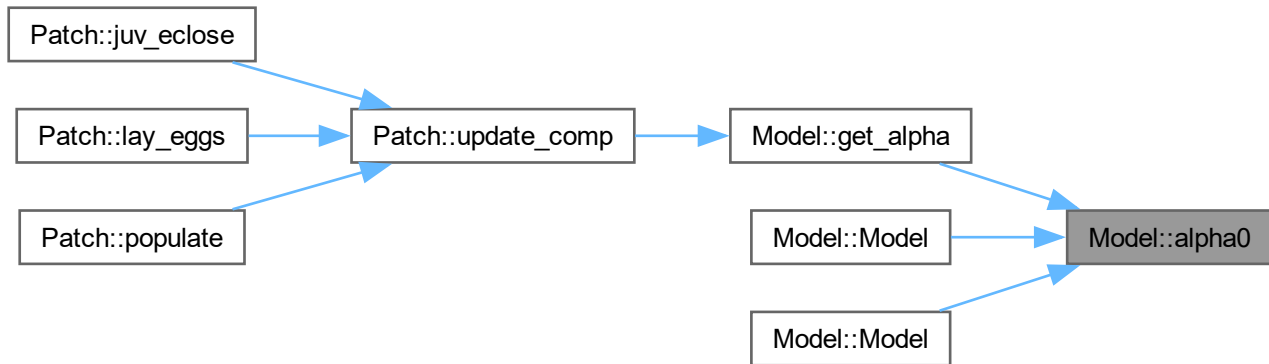 Patch::juv_eclose
Patch::lay_eggs
Patch::update_comp
Model::get_alpha
Patch::populate
Model::Model
Model::alpha0
Model::Model